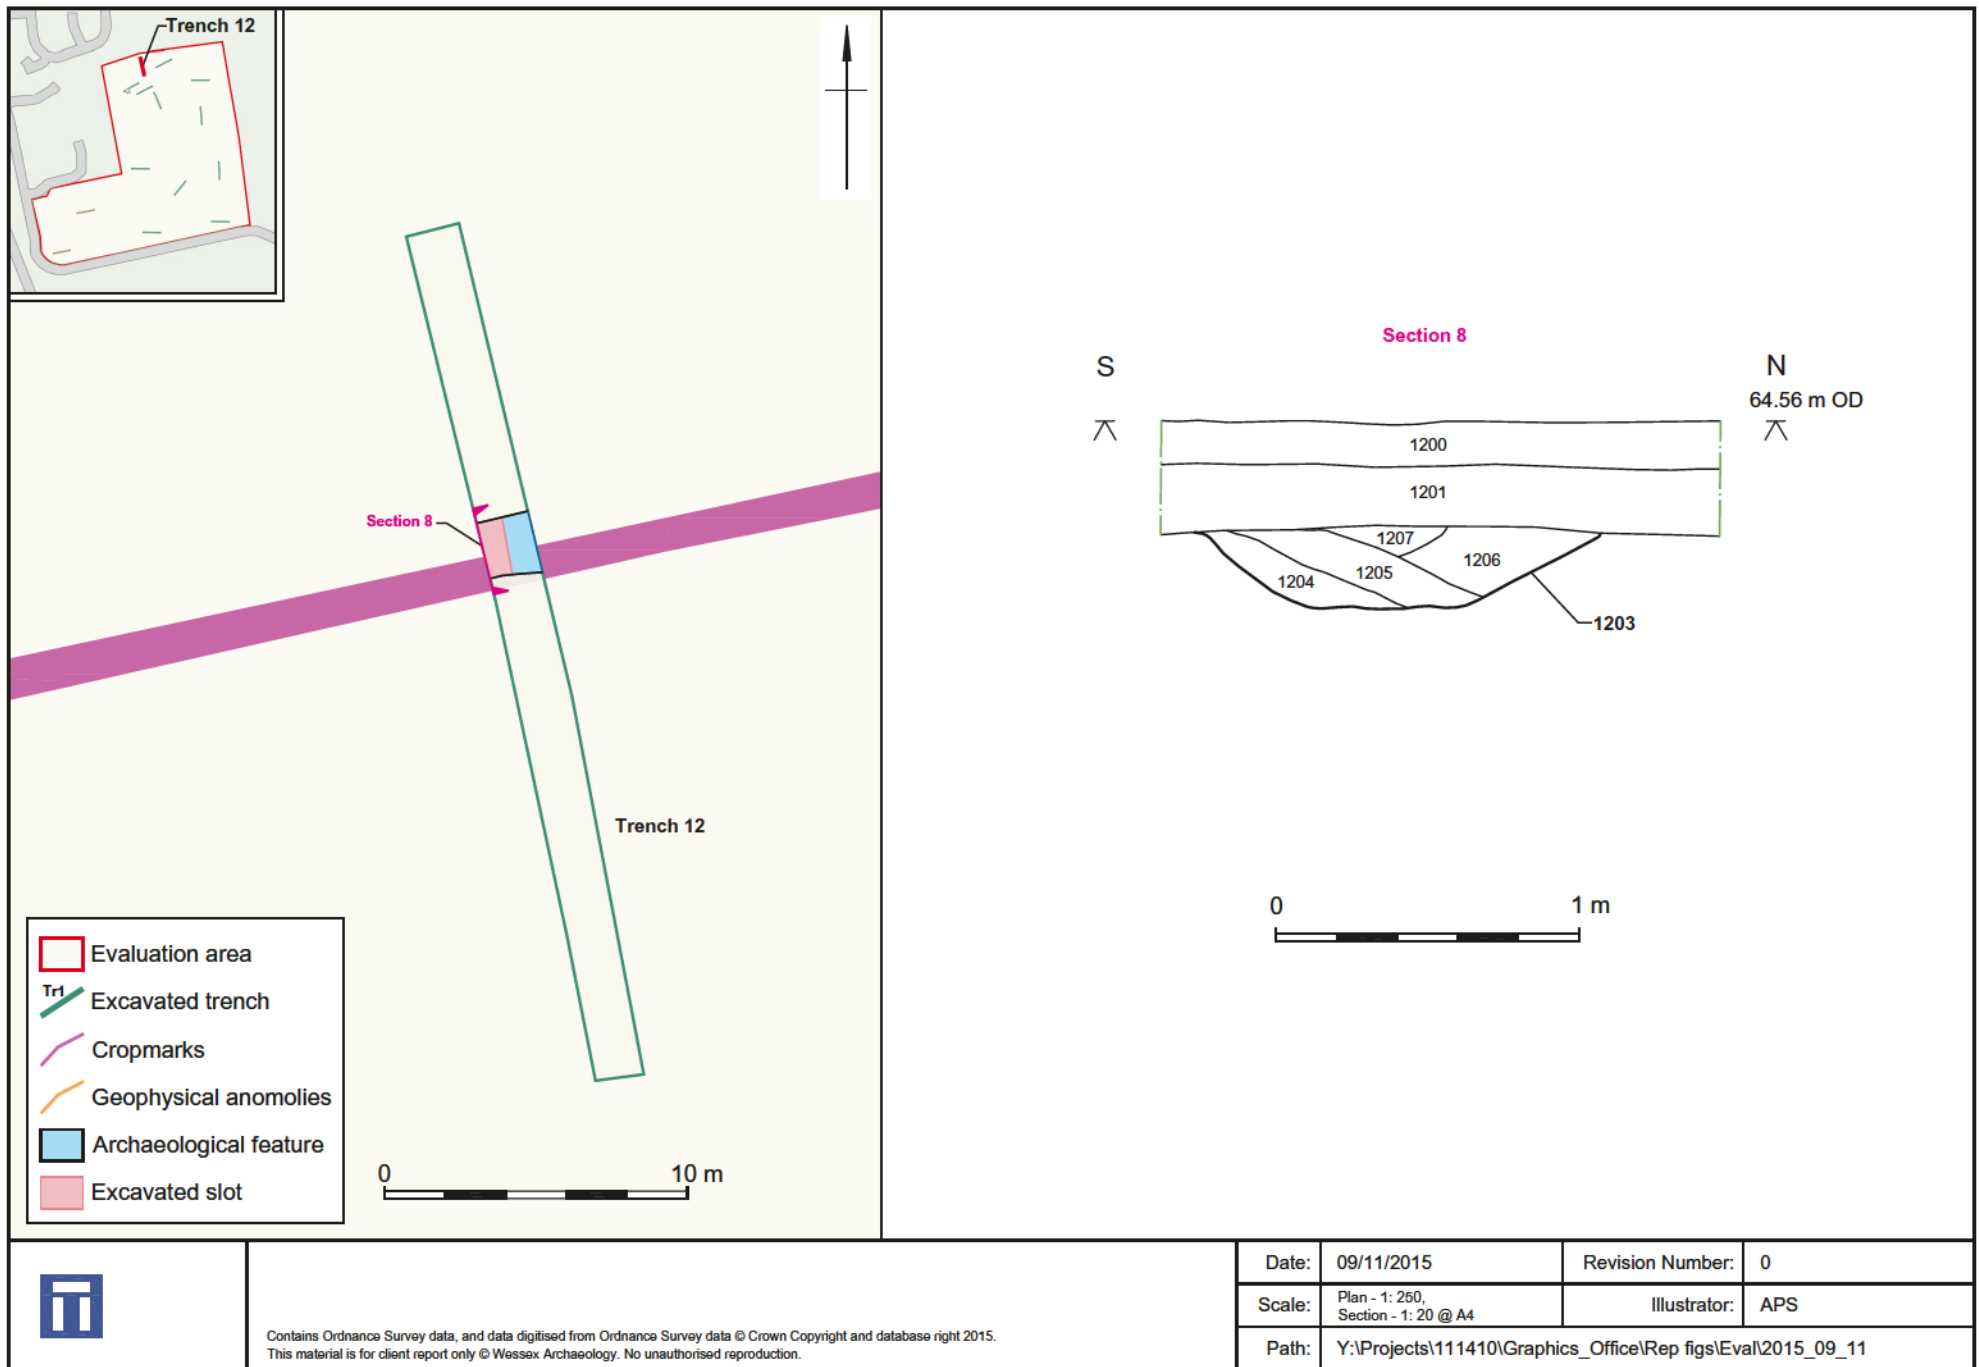 Trench 12
Section 8
Trench 12
Evaluation area
Tr1
Excavated trench
Cropmarks
Geophysical anomolies
Archaeological feature
Excavated slot
0 10 m
Section 8
S N
64.56 m OD
1200
1201
1207
1206
1205
1204
1203
0 1 m
Contains Ordnance Survey data, and data digitised from Ordnance Survey data © Crown Copyright and database right 2015.
This material is for client report only © Wessex Archaeology. No unauthorised reproduction.
Date: 09/11/2015 Revision Number: 0
Scale: Plan - 1: 250,
Section - 1: 20 @ A4
Illustrator: APS
Path: Y:\Projects\111410\Graphics_Office\Rep figs\Eval\2015_09_11